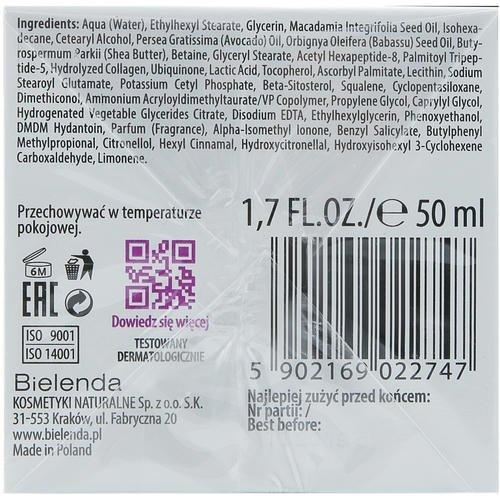 Ingredients: Aqua (Water), Ethylhexyl Stearate, Glycerin, Macadamia Integrifolia Seed Oil, Isohexa-
decane, Cetearyl Alcohol, Persea Gratissima (Avocado) Oil, Orbignya Oleifera (Babassu) Seed Oil, Buty-
rospermum Parkii (Shea Butter), Betaine, Glyceryl Stearate, Acetyl Hexapeptide-8, Palmitoyl Tripep-
tide-5, Hydrolyzed Collagen, Ubiquinone, Lactic Acid, Tocopherol, Ascorbyl Palmitate, Lecithin, Sodium
Stearoyl Glutamate, Potassium Cetyl Phosphate, Beta-Sitosterol, Squalene, Cyclopentasiloxane,
Dimethiconol, Ammonium Acryloyldimethyltaurate/VP Copolymer, Propylene Glycol, Caprylyl Glycol,
Hydrogenated Vegetable Glycerides Citrate, Disodium EDTA, Ethylhexylglycerin, Phenoxyethanol,
DMDM Hydantoin, Parfum (Fragrance), Alpha-Isomethyl Ionone, Benzyl Salicylate, Butylphenyl
Methylpropional, Citronellol, Hexyl Cinnamal, Hydroxycitronellal, Hydroxyisohexyl 3-Cyclohexene
Carboxaldehyde, Limonene.
Przechowywać w temperaturze
pokojowej.
1,7 FL.OZ./℮ 50 ml
6M
EAC
Dowiedz się więcej
ISO 9001
ISO 14001
TESTOWANY
DERMATOLOGICZNIE
5 902169 022747
Bielenda
KOSMETYKI NATURALNE Sp. z o.o. S.K.
31-553 Kraków, ul. Fabryczna 20
www.bielenda.pl
Made in Poland
Najlepiej zużyć przed końcem:
Nr partii: /
Best before: